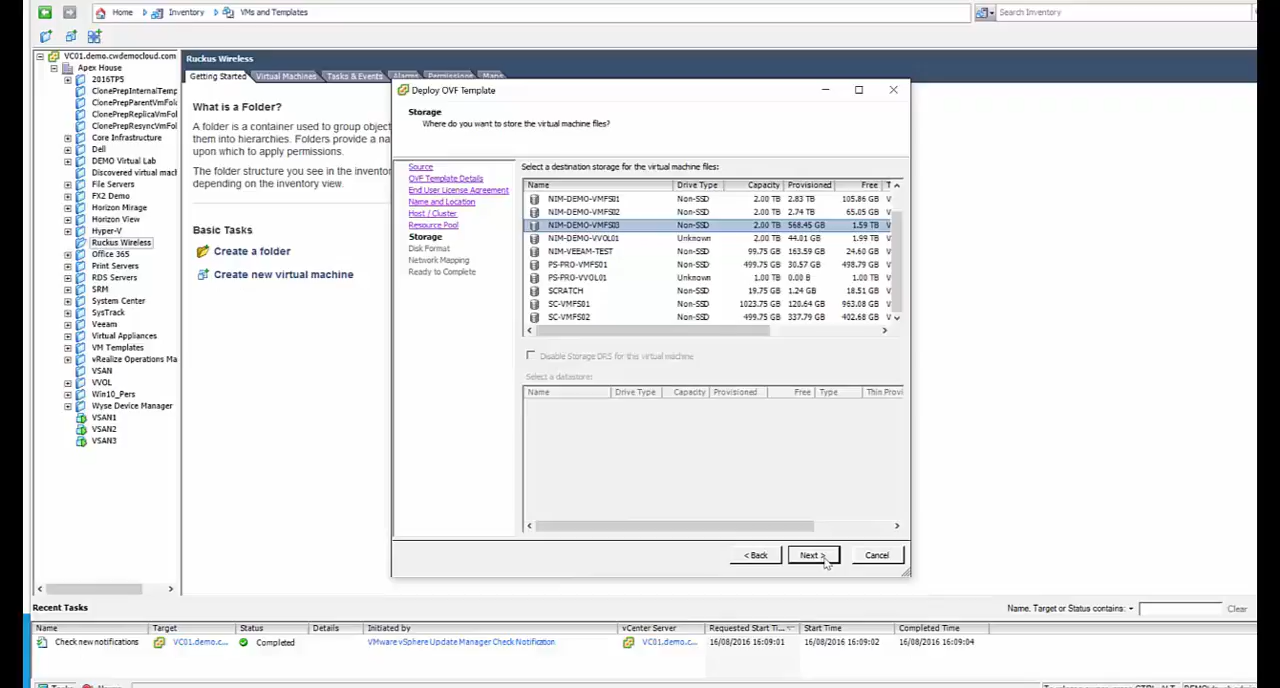 Home Inventory VMs and Templates Search Inventory
VC01.demo.cwdemocloud.com
Apex House
2016TP5
ClonePrepInternalTemp
ClonePrepParentVmFol
ClonePrepReplicaVmFol
ClonePrepResyncVmFol
Core Infrastructure
Dell
DEMO Virtual Lab
Discovered virtual macl
File Servers
FX2 Demo
Horizon Mirage
Horizon View
Hyper-V
Ruckus Wireless
Office 365
Print Servers
RDS Servers
SRM
System Center
SysTrack
Veeam
Virtual Appliances
VM Templates
vRealize Operations Ma
VSAN
VVOL
Win10_Pers
Wyse Device Manager
VSAN1
VSAN2
VSAN3
Ruckus Wireless
Getting Started Virtual Machines Tasks & Events Alarms Permissions Maps
What is a Folder?
A folder is a container used to group object
them into hierarchies. Folders provide a na
upon which to apply permissions.
The folder structure you see in the inventor
depending on the inventory view.
Basic Tasks
Create a folder
Create new virtual machine
Deploy OVF Template
Storage
Where do you want to store the virtual machine files?
Source
OVF Template Details
End User License Agreement
Name and Location
Host / Cluster
Resource Pool
Storage
Disk Format
Network Mapping
Ready to Complete
Select a destination storage for the virtual machine files:
Name Drive Type Capacity Provisioned Free T
NIM-DEMO-VMFS01 Non-SSD 2.00 TB 2.83 TB 105.86 GB V
NIM-DEMO-VMFS02 Non-SSD 2.00 TB 2.74 TB 65.05 GB V
NIM-DEMO-VMFS03 Non-SSD 2.00 TB 568.45 GB 1.59 TB V
NIM-DEMO-VVOL01 Unknown 2.00 TB 44.01 GB 1.99 TB V
NIM-VEEAM-TEST Non-SSD 99.75 GB 163.59 GB 24.60 GB V
PS-PRO-VMFS01 Non-SSD 499.75 GB 30.57 GB 498.79 GB V
PS-PRO-VVOL01 Unknown 1.00 TB 0.00 B 1.00 TB V
SCRATCH Non-SSD 19.75 GB 1.24 GB 18.51 GB V
SC-VMFS01 Non-SSD 1023.75 GB 120.64 GB 963.08 GB V
SC-VMFS02 Non-SSD 499.75 GB 337.79 GB 402.68 GB V
Disable Storage DRS for this virtual machine
Select a datastore:
Name Drive Type Capacity Provisioned Free Type Thin Provi
< Back Next > Cancel
Recent Tasks Name, Target or Status contains: Clear
Name Target Status Details Initiated by vCenter Server Requested Start Ti... Start Time Completed Time
Check new notifications VC01.demo.c... Completed VMware vSphere Update Manager Check Notification VC01.demo.c... 16/08/2016 16:09:01 16/08/2016 16:09:02 16/08/2016 16:09:04